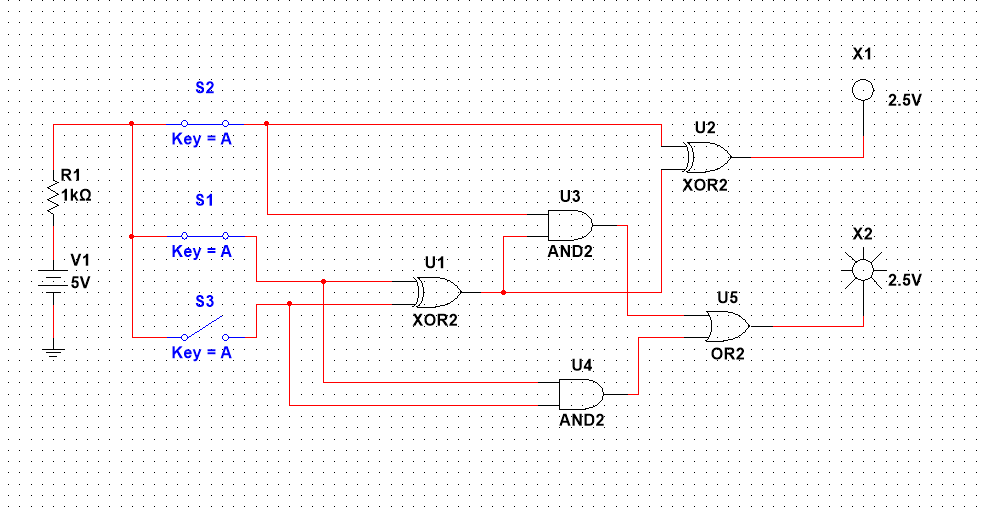 X1
S2
2.5V
U2
Key = A
R1
1kΩ
XOR2
S1
U3
X2
Key = A
AND2
V1
5V
U1
2.5V
S3
U5
XOR2
Key = A
OR2
U4
AND2